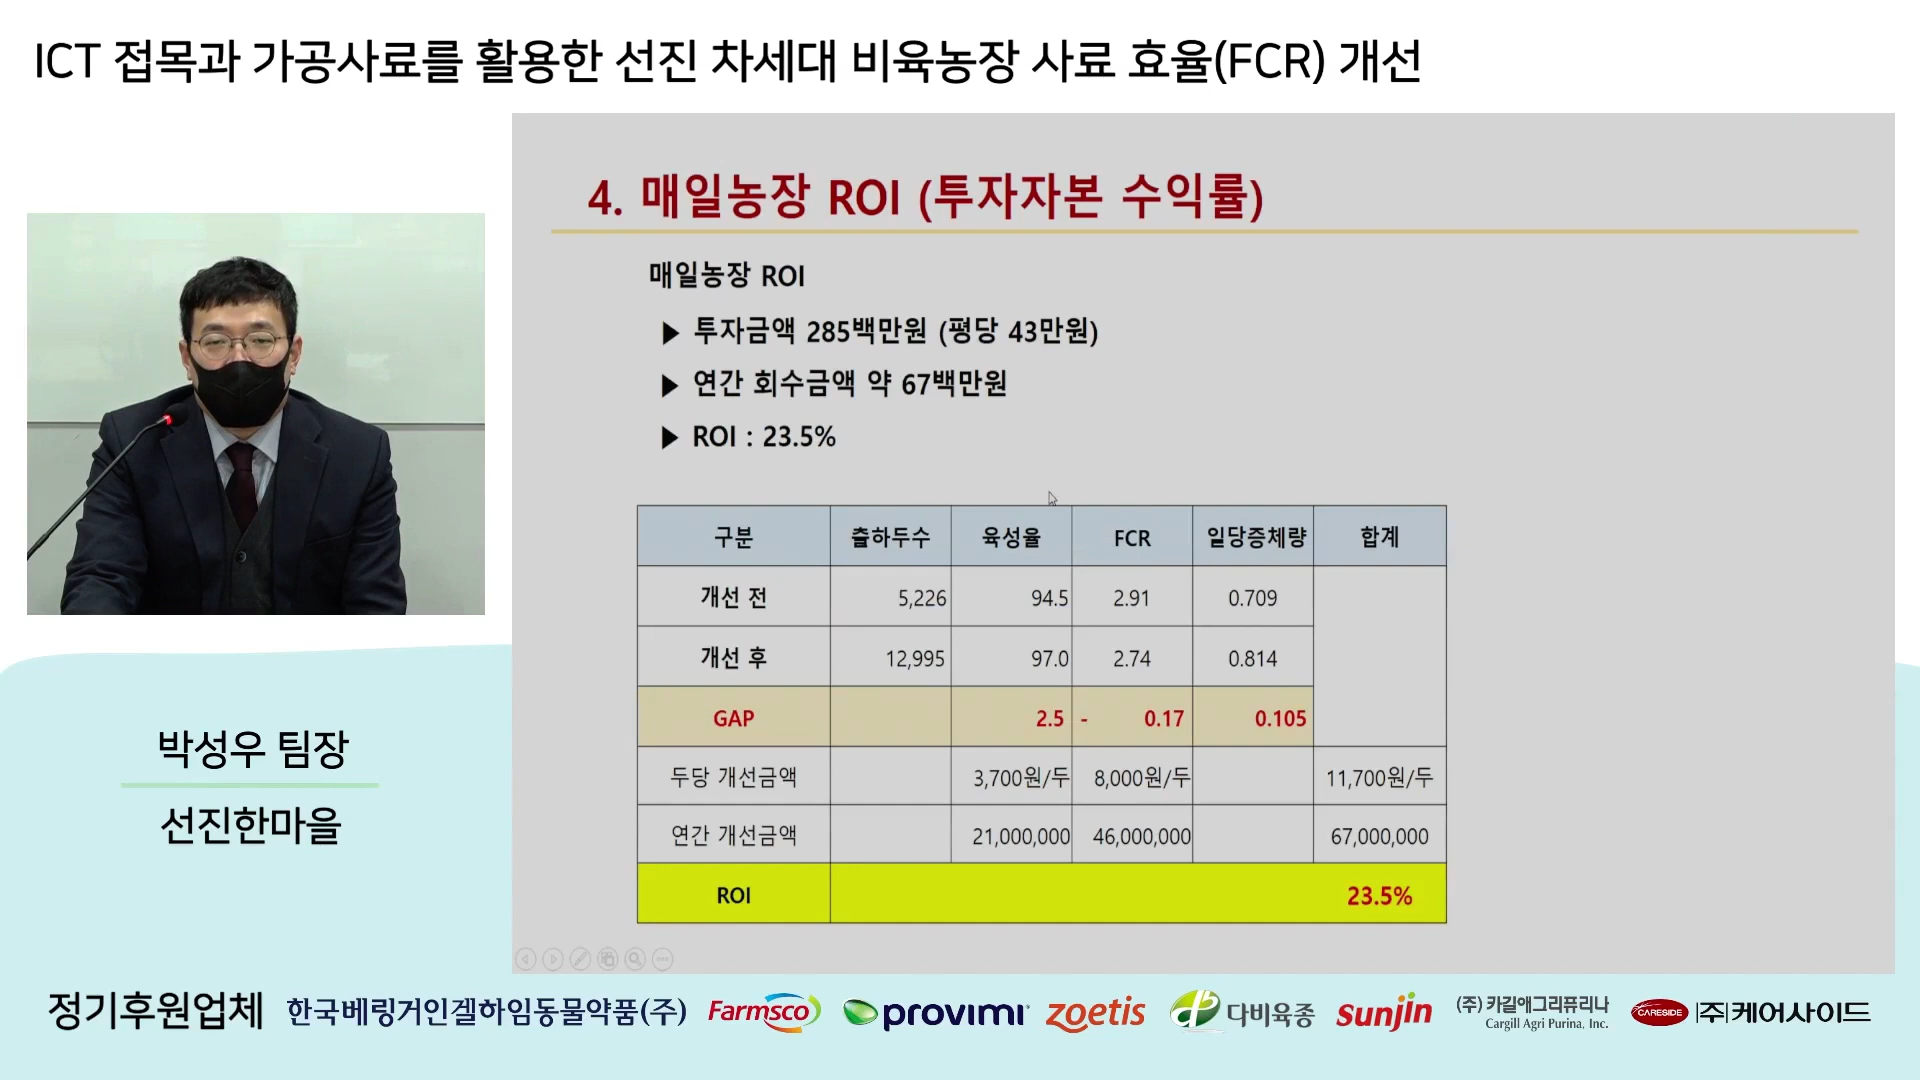 ICT 접목과 가공사료를 활용한 선진 차세대 비육농장 사료 효율(FCR) 개선
4. 매일농장 ROI (투자자본 수익률)
매일농장 ROI
▶ 투자금액 285백만원 (평당 43만원)
▶ 연간 회수금액 약 67백만원
▶ ROI : 23.5%
구분 출하두수 육성율 FCR 일당증체량 합계
개선 전 5,226 94.5 2.91 0.709
개선 후 12,995 97.0 2.74 0.814
GAP 2.5 - 0.17 0.105
두당 개선금액 3,700원/두 8,000원/두 11,700원/두
연간 개선금액 21,000,000 46,000,000 67,000,000
ROI 23.5%
박성우 팀장
선진한마을
정기후원업체 한국베링거인겔하임동물약품(주) Farmsco provimi zoetis 다비육종 sunjin (주)카길애그리퓨리나 Cargill Agri Purina, Inc. CARESIDE (주)케어사이드